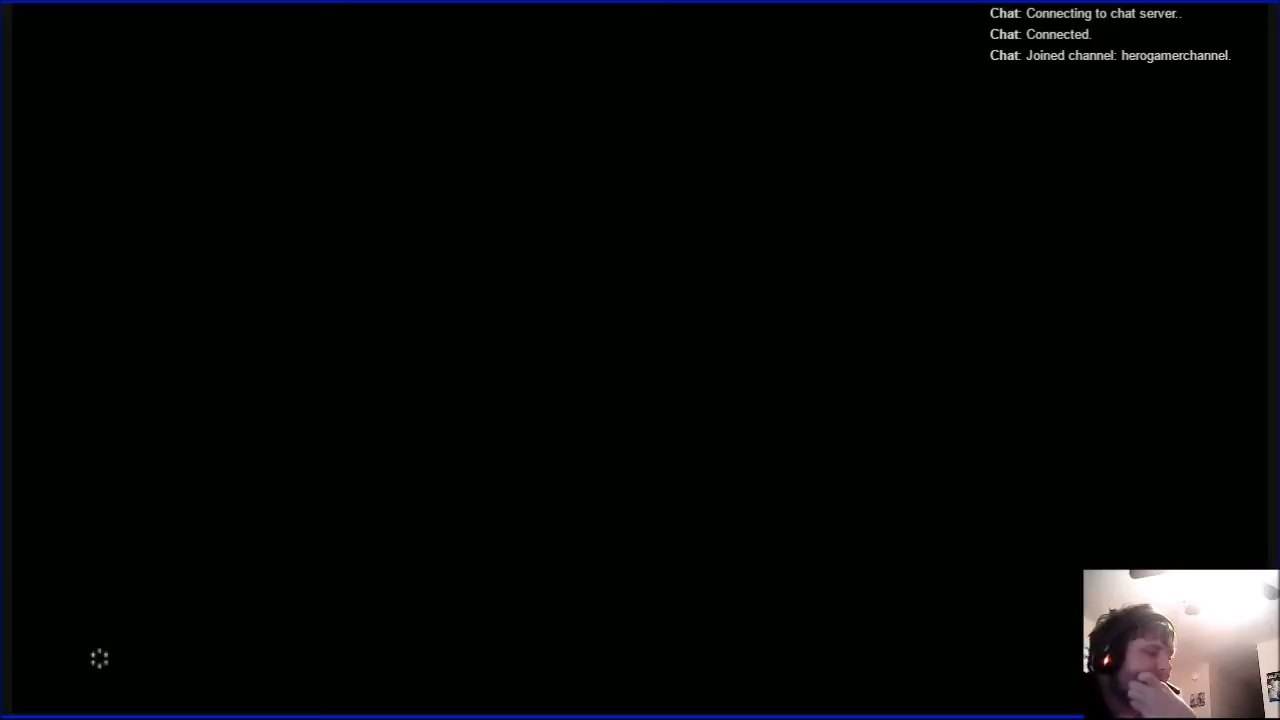 Chat: Connecting to chat server..
Chat: Connected.
Chat: Joined channel: herogamerchannel.